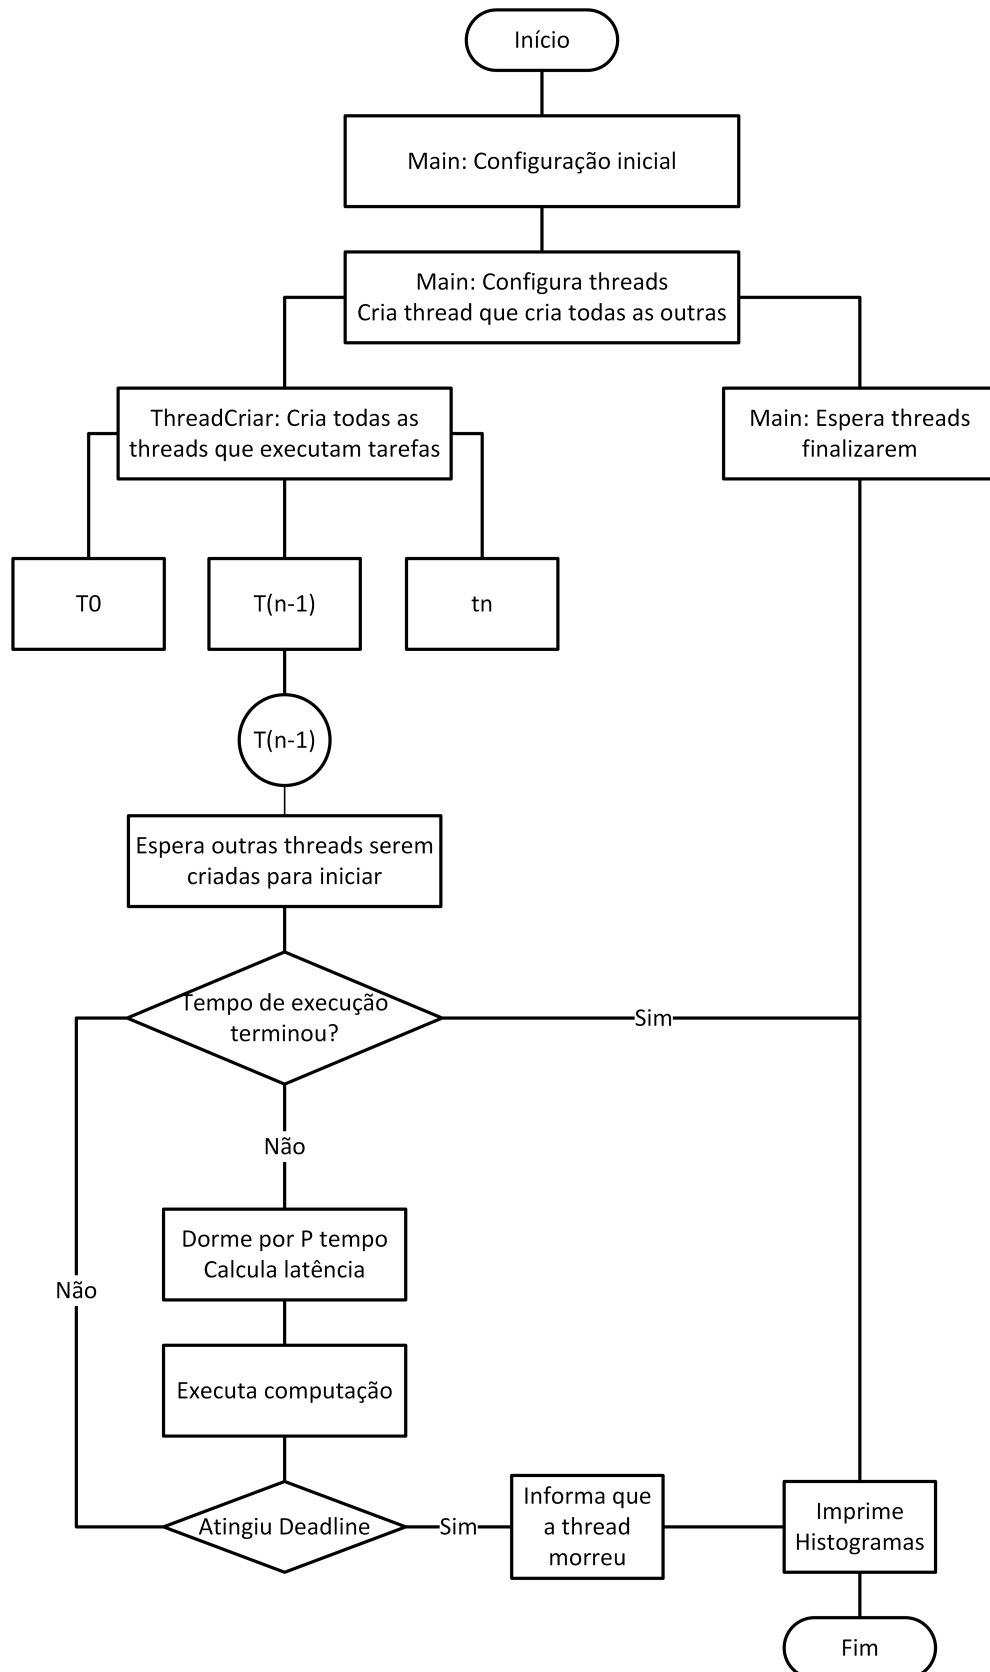 Início
Main: Configuração inicial
Main: Configura threads
Cria thread que cria todas as outras
ThreadCriar: Cria todas as
threads que executam tarefas
Main: Espera threads
finalizarem
T0
T(n-1)
tn
T(n-1)
Espera outras threads serem
criadas para iniciar
Tempo de execução
terminou?
Sim
Não
Dorme por P tempo
Calcula latência
Não
Executa computação
Atingiu Deadline
Sim
Informa que
a thread
morreu
Imprime
Histogramas
Fim